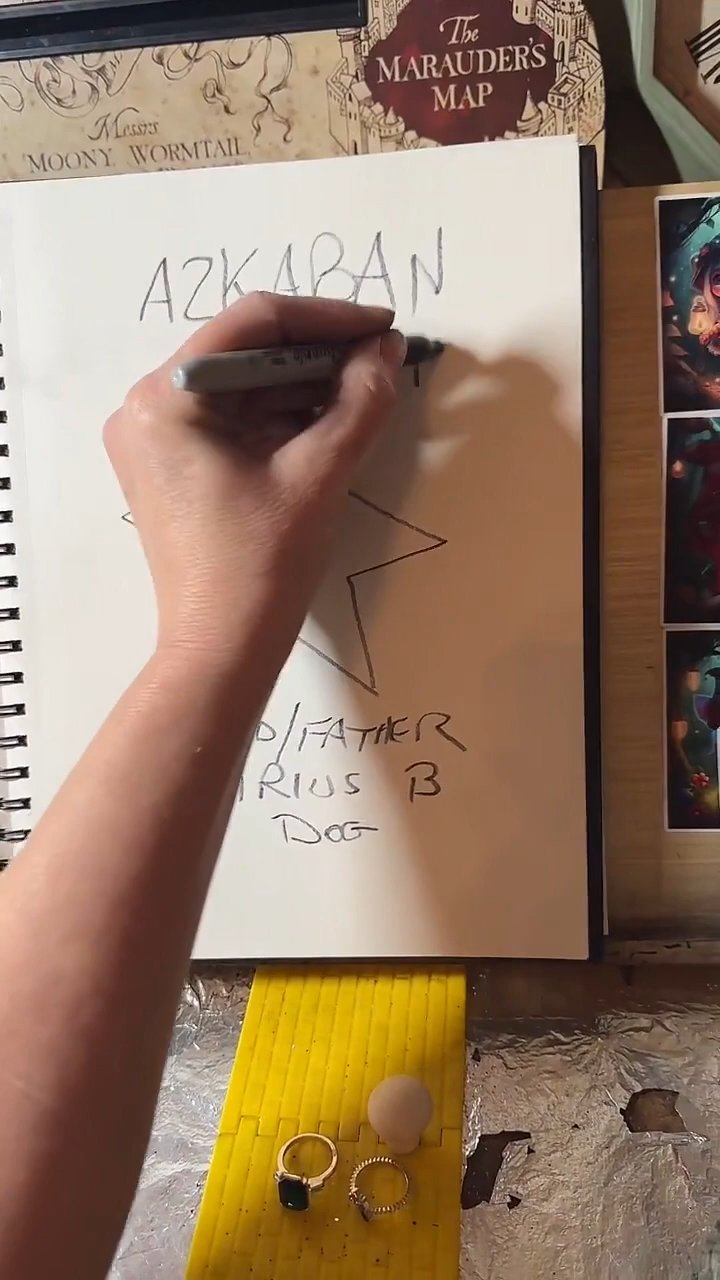 The
MARAUDER'S
MAP
Messrs
MOONY, WORMTAIL,
AZKABAN
D/FATHER
IRIUS B
DOG